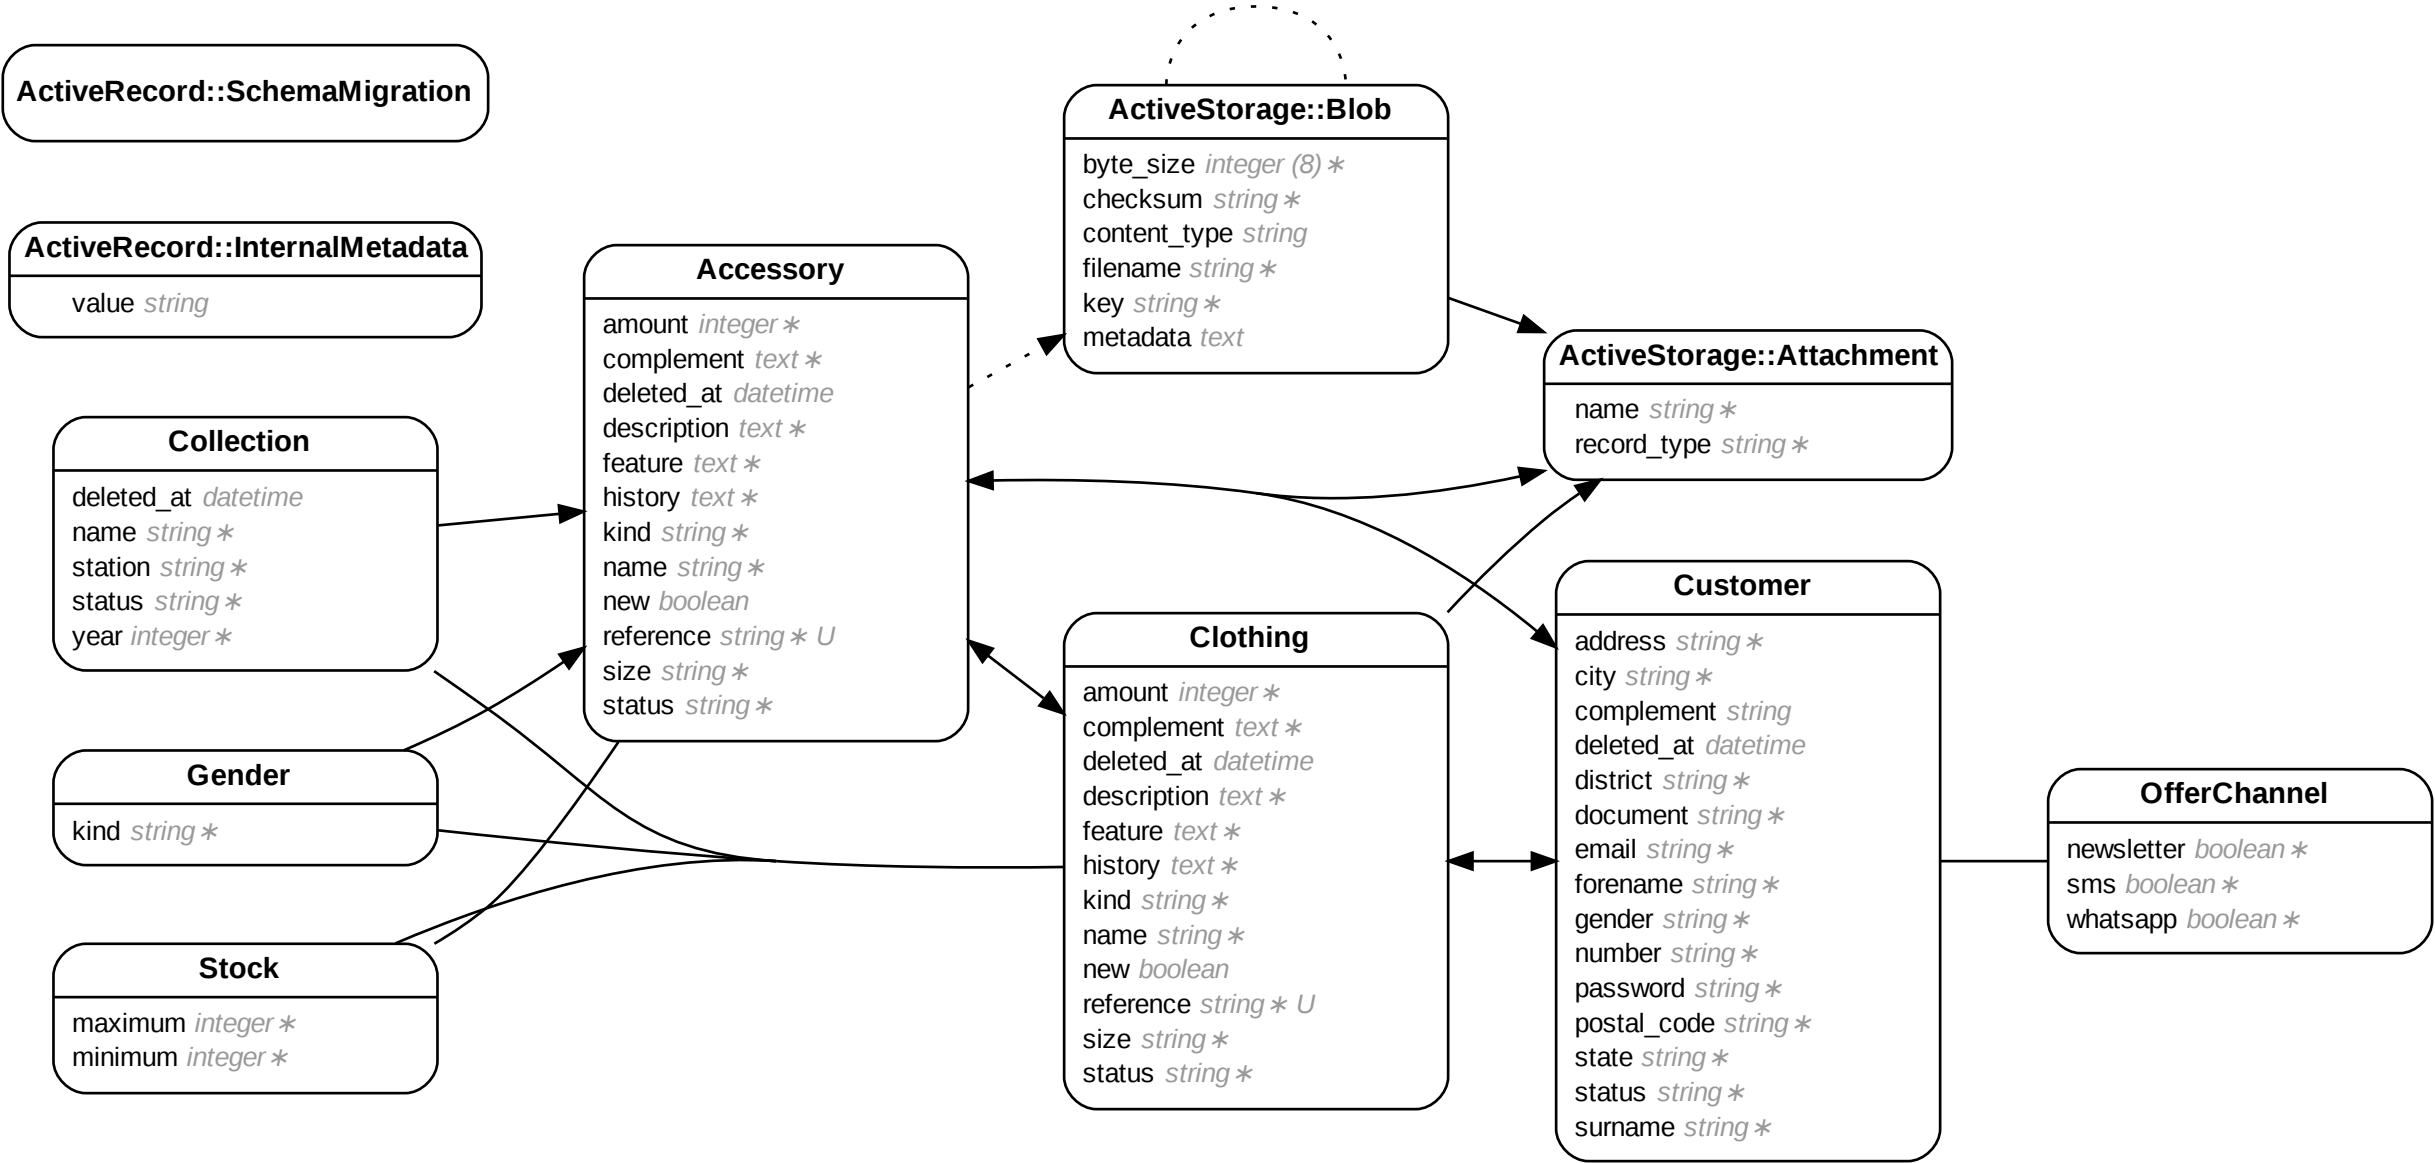 ActiveRecord::SchemaMigration
ActiveRecord::InternalMetadata
value string
Collection
deleted_at datetime
name string ∗
station string ∗
status string ∗
year integer ∗
Gender
kind string ∗
Stock
maximum integer ∗
minimum integer ∗
Accessory
amount integer ∗
complement text ∗
deleted_at datetime
description text ∗
feature text ∗
history text ∗
kind string ∗
name string ∗
new boolean
reference string ∗ U
size string ∗
status string ∗
ActiveStorage::Blob
byte_size integer (8) ∗
checksum string ∗
content_type string
filename string ∗
key string ∗
metadata text
Clothing
amount integer ∗
complement text ∗
deleted_at datetime
description text ∗
feature text ∗
history text ∗
kind string ∗
name string ∗
new boolean
reference string ∗ U
size string ∗
status string ∗
ActiveStorage::Attachment
name string ∗
record_type string ∗
Customer
address string ∗
city string ∗
complement string
deleted_at datetime
district string ∗
document string ∗
email string ∗
forename string ∗
gender string ∗
number string ∗
password string ∗
postal_code string ∗
state string ∗
status string ∗
surname string ∗
OfferChannel
newsletter boolean ∗
sms boolean ∗
whatsapp boolean ∗